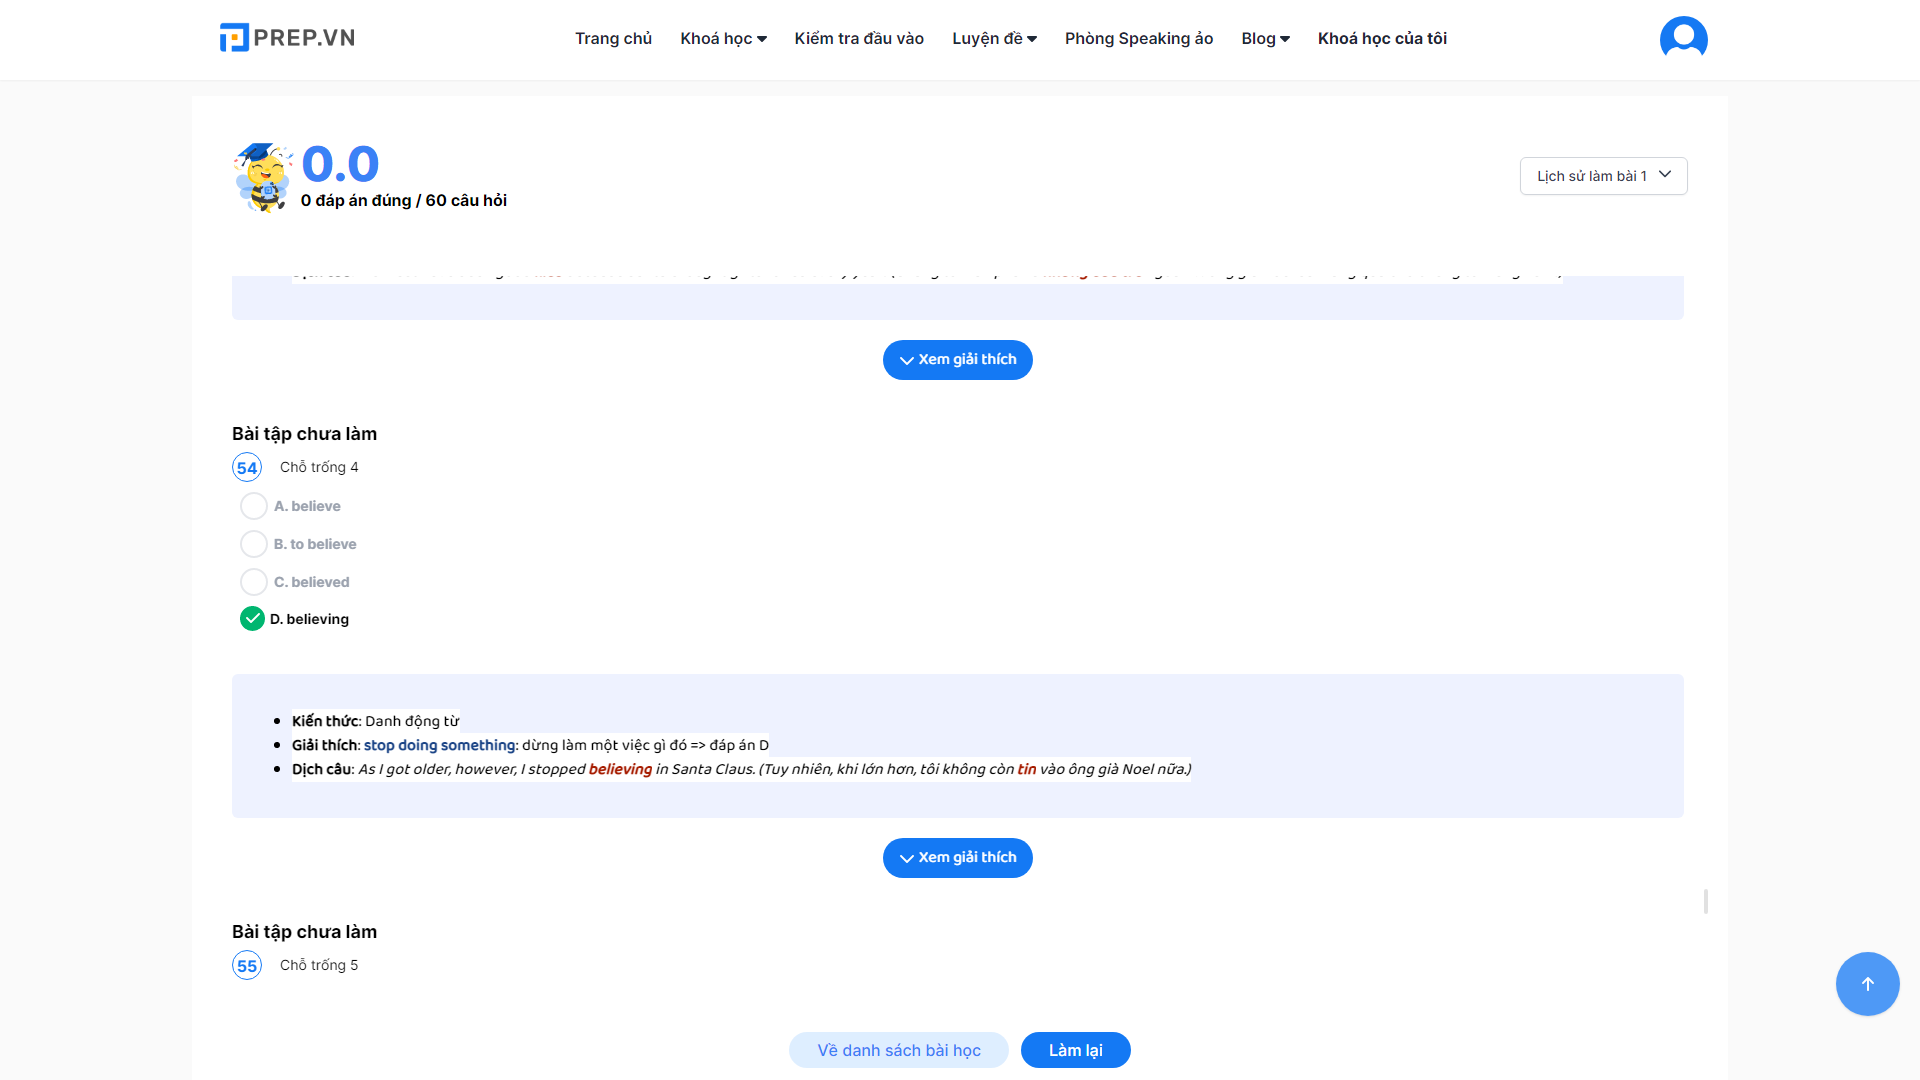 PREP.VN
Trang chủ
Khoá học
Kiểm tra đầu vào
Luyện đề
Phòng Speaking ảo
Blog
Khoá học của tôi
0.0
0 đáp án đúng / 60 câu hỏi
Lịch sử làm bài 1
Xem giải thích
Bài tập chưa làm
54 Chỗ trống 4
A. believe
B. to believe
C. believed
D. believing
Kiến thức: Danh động từ
Giải thích: stop doing something: dừng làm một việc gì đó => đáp án D
Dịch câu: As I got older, however, I stopped believing in Santa Claus. (Tuy nhiên, khi lớn hơn, tôi không còn tin vào ông già Noel nữa.)
Xem giải thích
Bài tập chưa làm
55 Chỗ trống 5
Về danh sách bài học
Làm lại